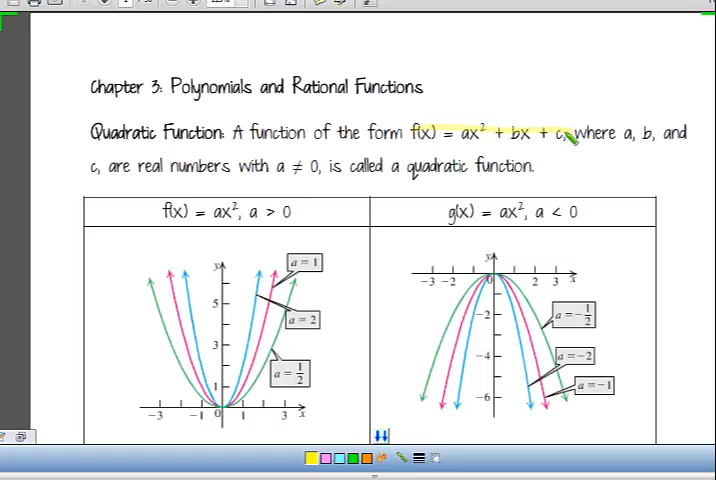 Chapter 3: Polynomials and Rational Functions
Quadratic Function: A function of the form f(x) = ax² + bx + c, where a, b, and
c, are real numbers with a ≠ 0, is called a quadratic function.
f(x) = ax², a > 0
g(x) = ax², a < 0
y
a = 1
5
a = 2
3
a = 1/2
1
-3 -1 0 1 3 x
y
-3 -2 0 2 3 x
-2
a = -1/2
-4
a = -2
-6
a = -1